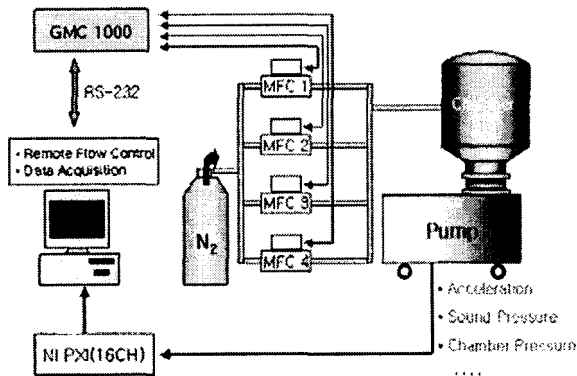 GMC 1000
RS-232
• Remote Flow Control
• Data Acquisition
MFC 1
MFC 2
MFC 3
MFC 4
N₂
Pump
• Acceleration
• Sound Pressure
• Chamber Pressure
....
NI PXI(16CH)